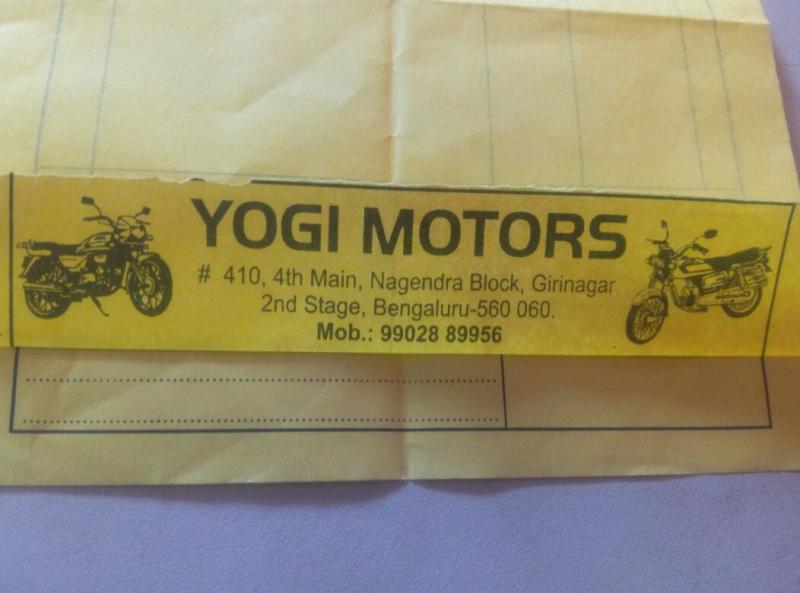 YOGI MOTORS
# 410, 4th Main, Nagendra Block, Girinagar
2nd Stage, Bengaluru-560 060.
Mob.: 99028 89956